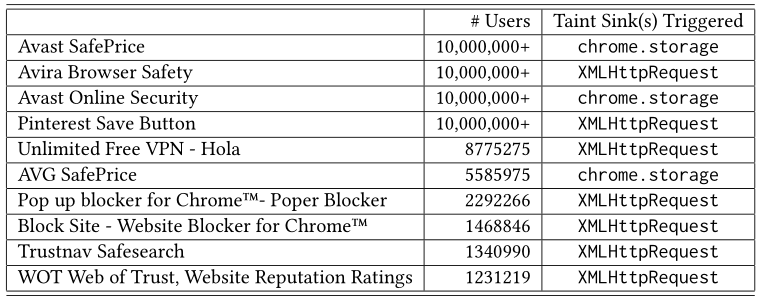 # Users Taint Sink(s) Triggered
Avast SafePrice 10,000,000+ chrome.storage
Avira Browser Safety 10,000,000+ XMLHttpRequest
Avast Online Security 10,000,000+ chrome.storage
Pinterest Save Button 10,000,000+ XMLHttpRequest
Unlimited Free VPN - Hola 8775275 XMLHttpRequest
AVG SafePrice 5585975 chrome.storage
Pop up blocker for Chrome™- Poper Blocker 2292266 XMLHttpRequest
Block Site - Website Blocker for Chrome™ 1468846 XMLHttpRequest
Trustnav Safesearch 1340990 XMLHttpRequest
WOT Web of Trust, Website Reputation Ratings 1231219 XMLHttpRequest